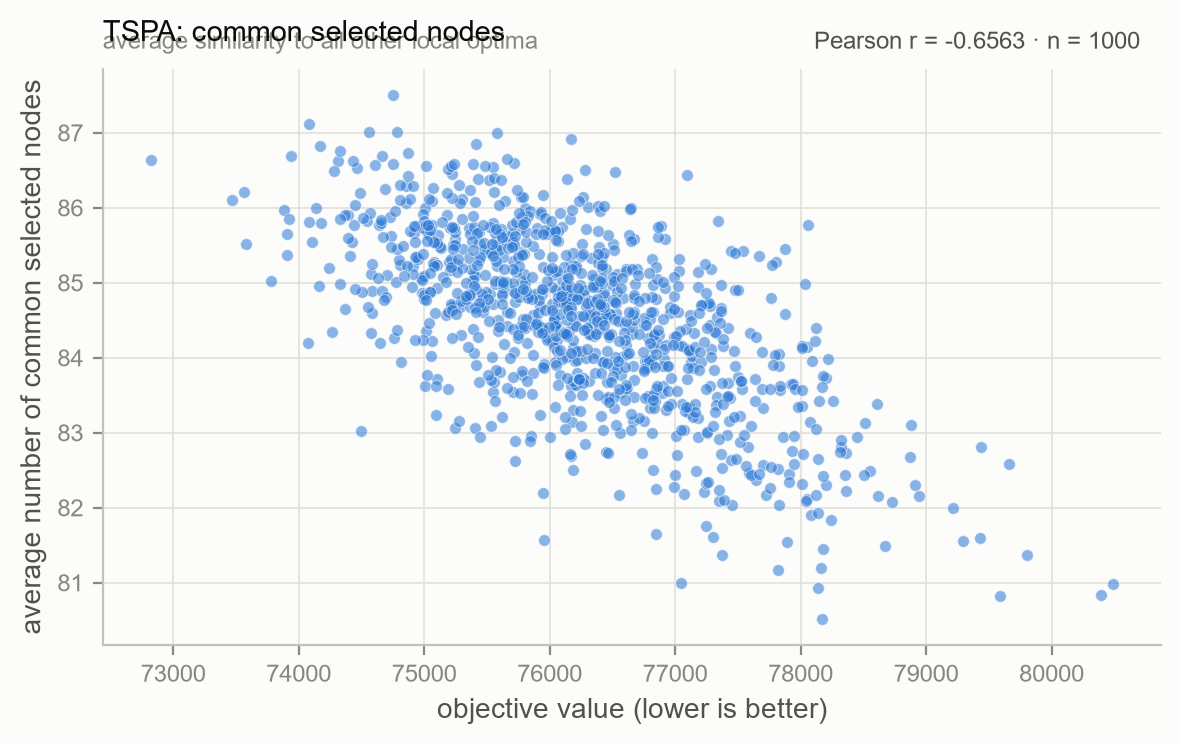 TSPA: common selected nodes
average similarity to all other local optima
Pearson r = -0.6563 · n = 1000
average number of common selected nodes
87
86
85
84
83
82
81
73000 74000 75000 76000 77000 78000 79000 80000
objective value (lower is better)